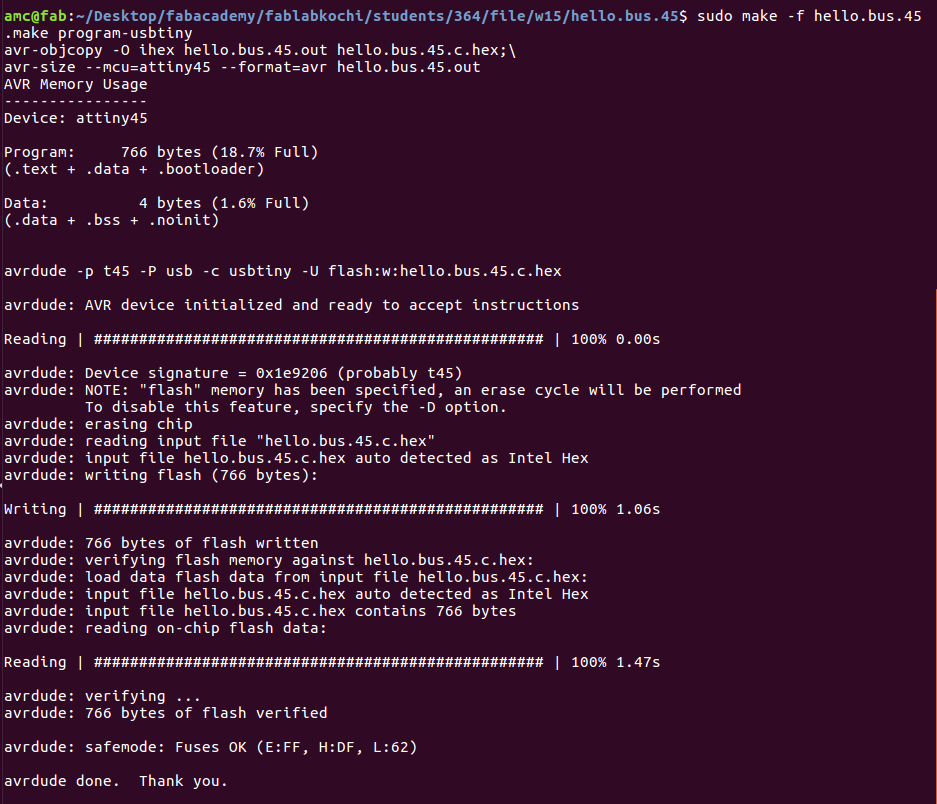 amc@fab:~/Desktop/fabacademy/fablabkochi/students/364/file/w15/hello.bus.45$ sudo make -f hello.bus.45
.make program-usbtiny
avr-objcopy -O ihex hello.bus.45.out hello.bus.45.c.hex;\
avr-size --mcu=attiny45 --format=avr hello.bus.45.out
AVR Memory Usage
----------------
Device: attiny45
Program:     766 bytes (18.7% Full)
(.text + .data + .bootloader)
Data:          4 bytes (1.6% Full)
(.data + .bss + .noinit)
avrdude -p t45 -P usb -c usbtiny -U flash:w:hello.bus.45.c.hex
avrdude: AVR device initialized and ready to accept instructions
Reading | ################################################## | 100% 0.00s
avrdude: Device signature = 0x1e9206 (probably t45)
avrdude: NOTE: "flash" memory has been specified, an erase cycle will be performed
         To disable this feature, specify the -D option.
avrdude: erasing chip
avrdude: reading input file "hello.bus.45.c.hex"
avrdude: input file hello.bus.45.c.hex auto detected as Intel Hex
avrdude: writing flash (766 bytes):
Writing | ################################################## | 100% 1.06s
avrdude: 766 bytes of flash written
avrdude: verifying flash memory against hello.bus.45.c.hex:
avrdude: load data flash data from input file hello.bus.45.c.hex:
avrdude: input file hello.bus.45.c.hex auto detected as Intel Hex
avrdude: input file hello.bus.45.c.hex contains 766 bytes
avrdude: reading on-chip flash data:
Reading | ################################################## | 100% 1.47s
avrdude: verifying ...
avrdude: 766 bytes of flash verified
avrdude: safemode: Fuses OK (E:FF, H:DF, L:62)
avrdude done.  Thank you.